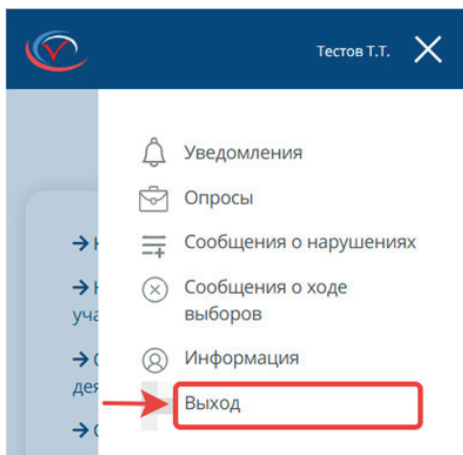 Тестов Т.Т.
Уведомления
Опросы
Сообщения о нарушениях
Сообщения о ходе
выборов
Информация
Выход